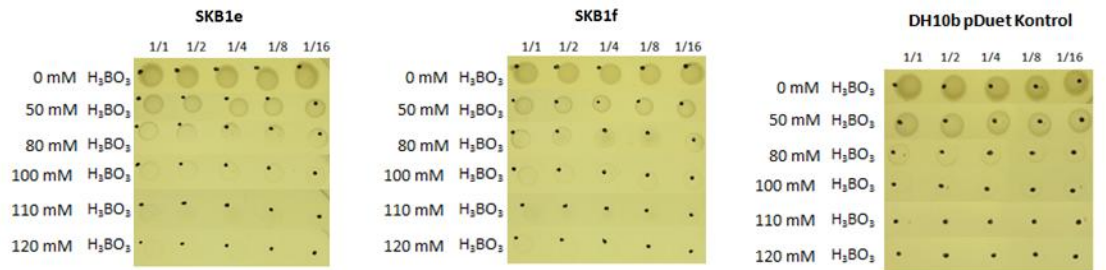 SKB1e
1/1 1/2 1/4 1/8 1/16
0 mM H₃BO₃
50 mM H₃BO₃
80 mM H₃BO₃
100 mM H₃BO₃
110 mM H₃BO₃
120 mM H₃BO₃
SKB1f
1/1 1/2 1/4 1/8 1/16
0 mM H₃BO₃
50 mM H₃BO₃
80 mM H₃BO₃
100 mM H₃BO₃
110 mM H₃BO₃
120 mM H₃BO₃
DH10b pDuet Kontrol
1/1 1/2 1/4 1/8 1/16
0 mM H₃BO₃
50 mM H₃BO₃
80 mM H₃BO₃
100 mM H₃BO₃
110 mM H₃BO₃
120 mM H₃BO₃